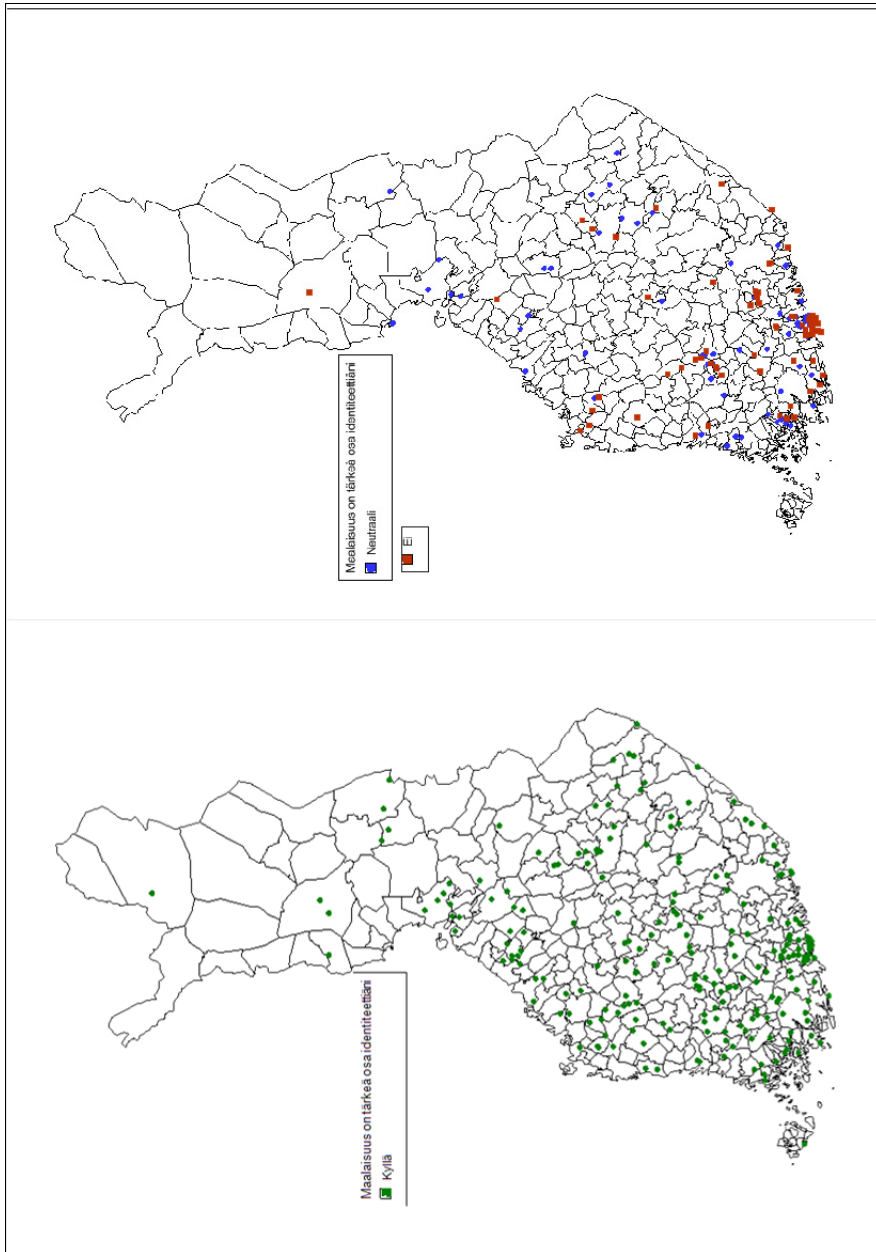 Maalaisuus on tärkeä osa identiteettiäni
Neutraali
Ei
Maalaisuus on tärkeä osa identiteettiäni
Kyllä